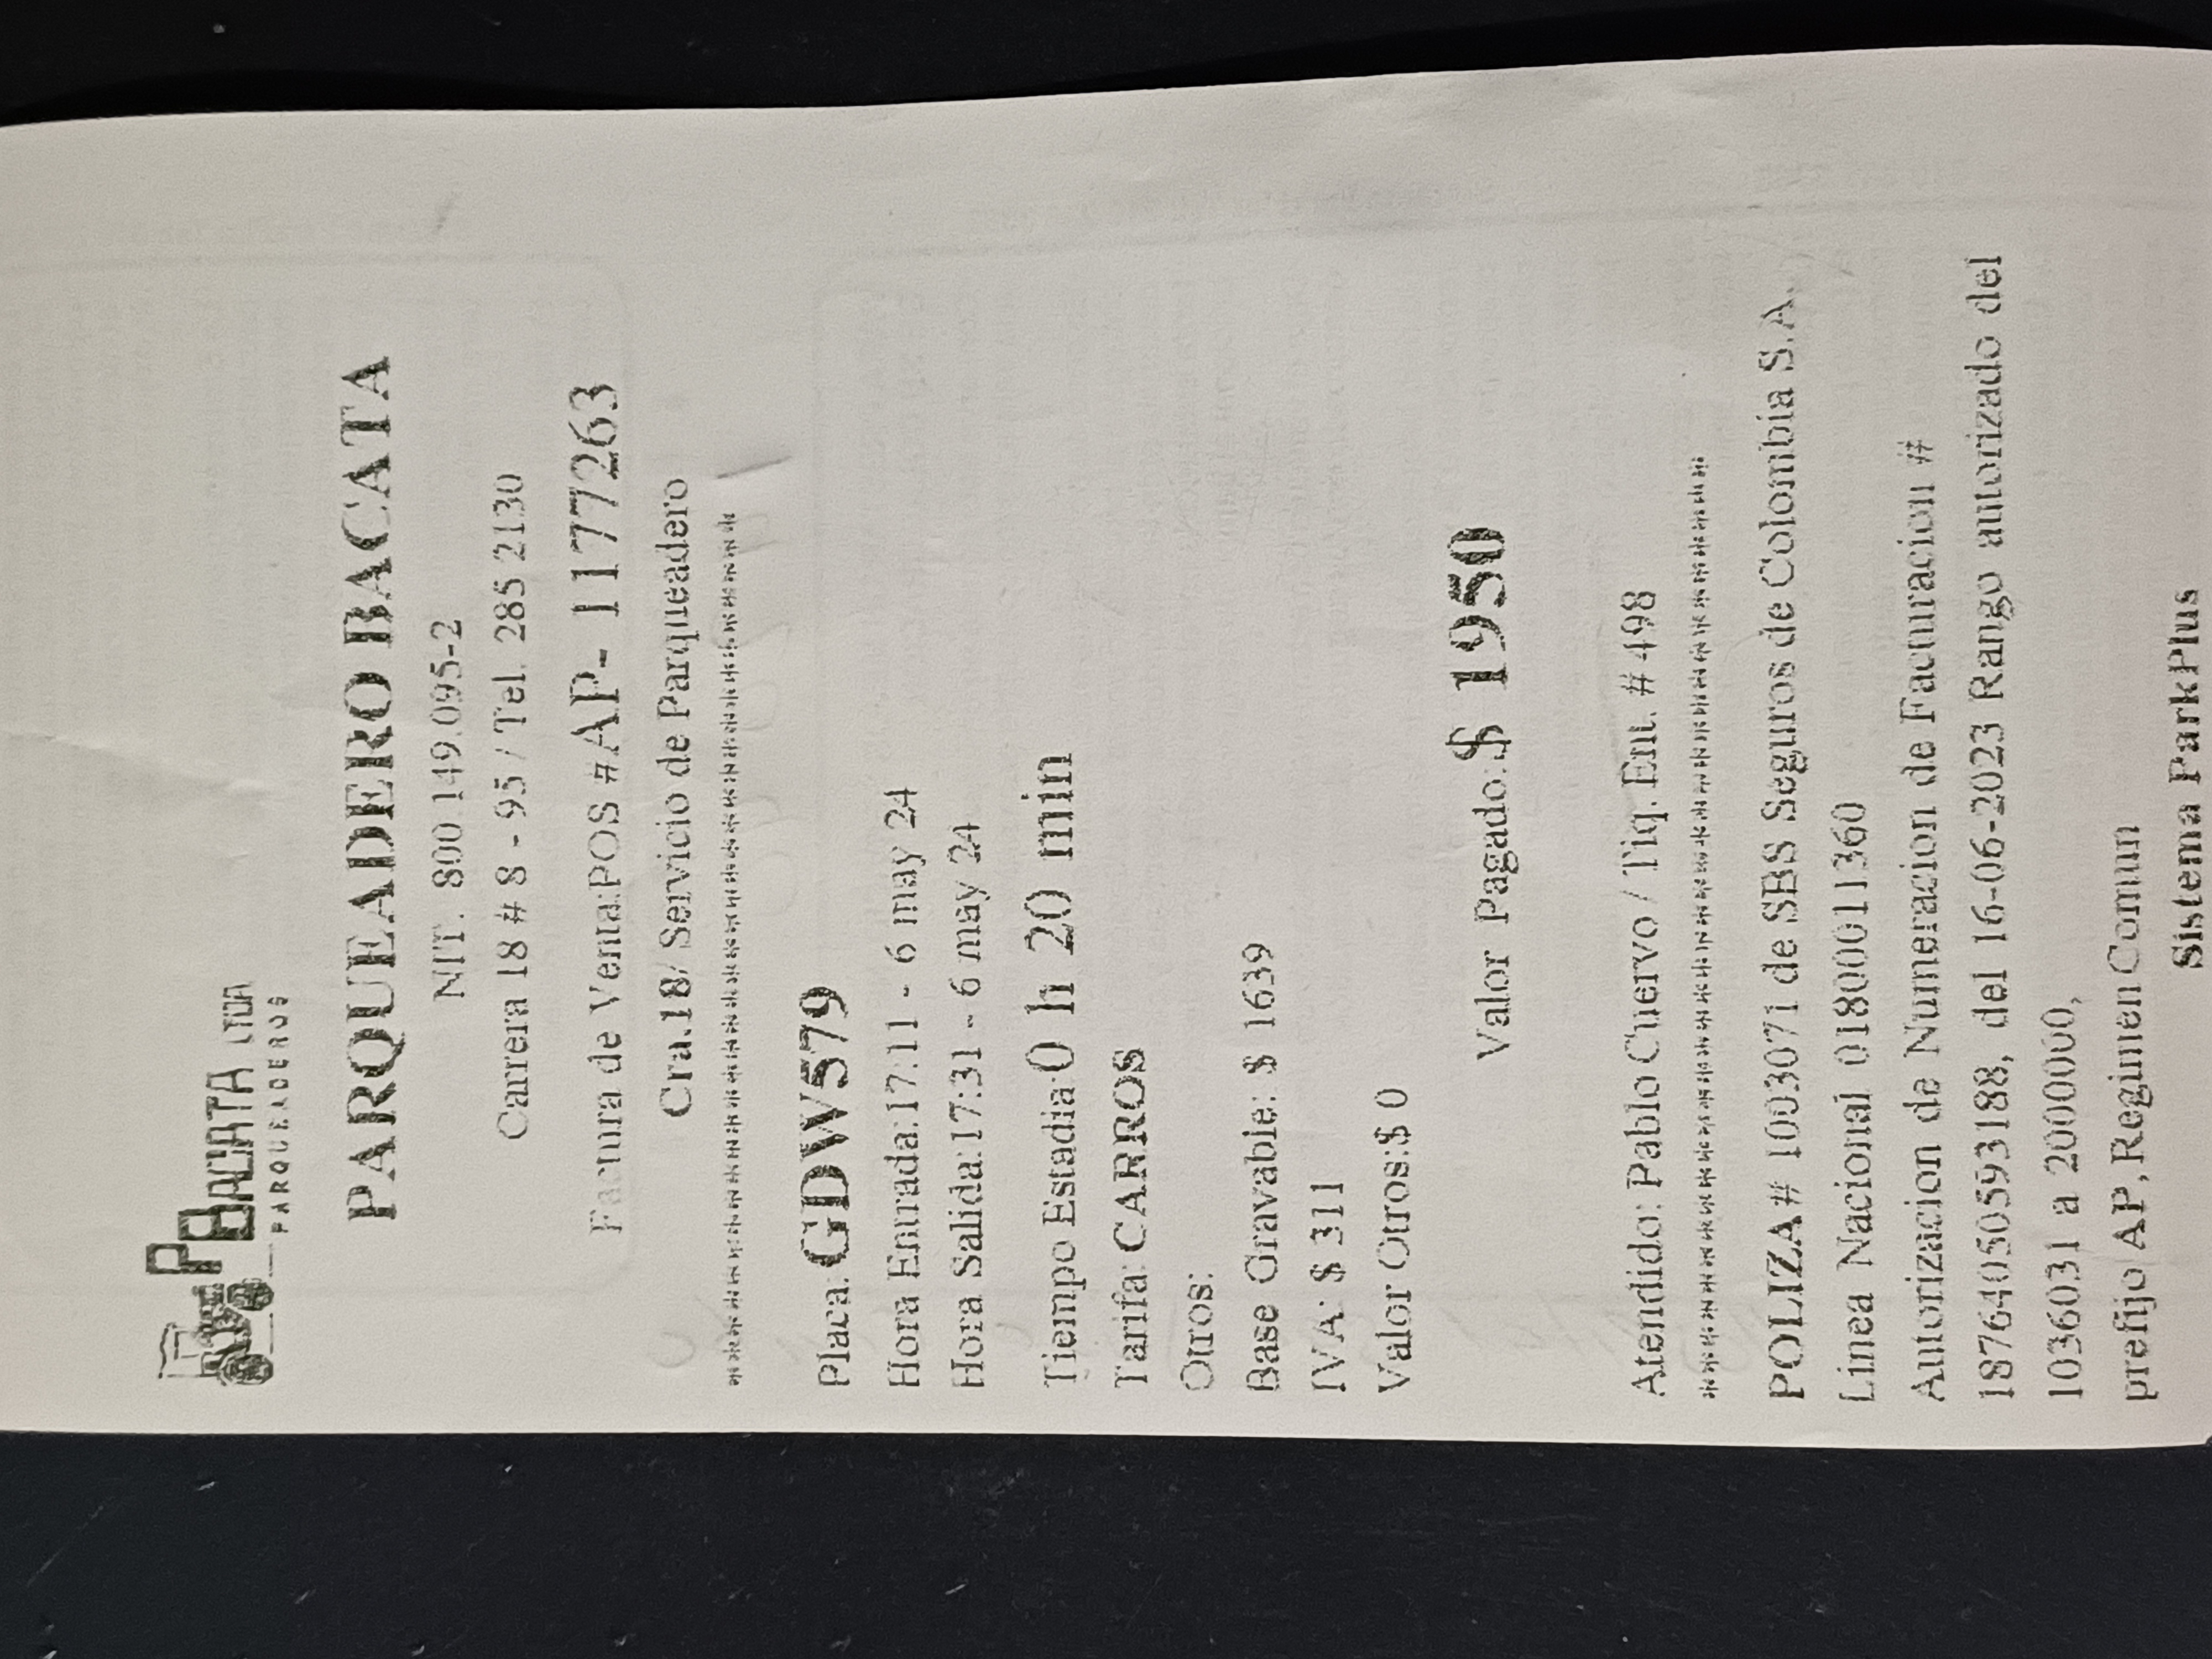 BACATA LTDA
PARQUEADEROS
PARQUEADERO BACATA
NIT. 800 149.095-2
Carrera 18 # 8 - 95 / Tel. 285 2130
Factura de Venta:POS #AP- 1177263
Cra.18/ Servicio de Parqueadero
Placa: GDW579
Hora Entrada:17:11 - 6 may 24
Hora Salida:17:31 - 6 may 24
Tiempo Estadia:0 h 20 min
Tarifa: CARROS
Otros:
Base Gravable: $ 1639
IVA: $ 311
Valor Otros:$ 0
Valor Pagado:$ 1950
Atendido: Pablo Cuervo / Tiq.Ent. # 498
POLIZA# 1003071 de SBS Seguros de Colombia S.A.
Linea Nacional 01800011360
Autorizacion de Numeracion de Facturacion #
18764050593188, del 16-06-2023 Rango autorizado del
1036031 a 2000000,
prefijo AP,Regimen Comun
Sistema ParkPlus